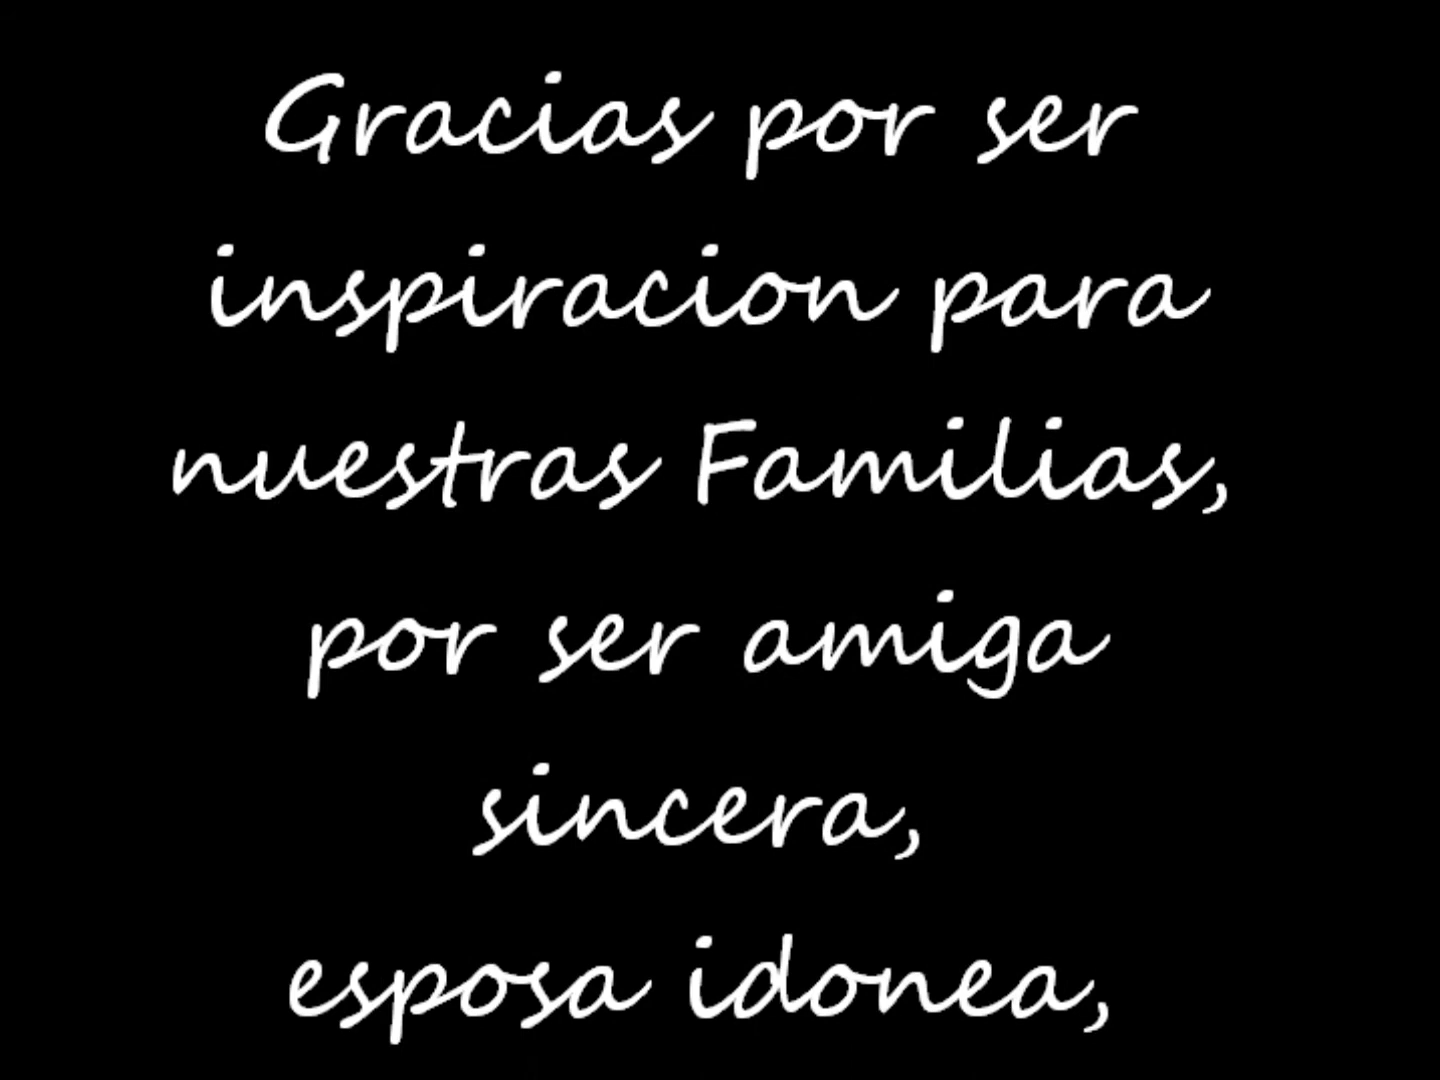 Gracias por ser
inspiracion para
nuestras Familias,
por ser amiga
sincera,
esposa idonea,